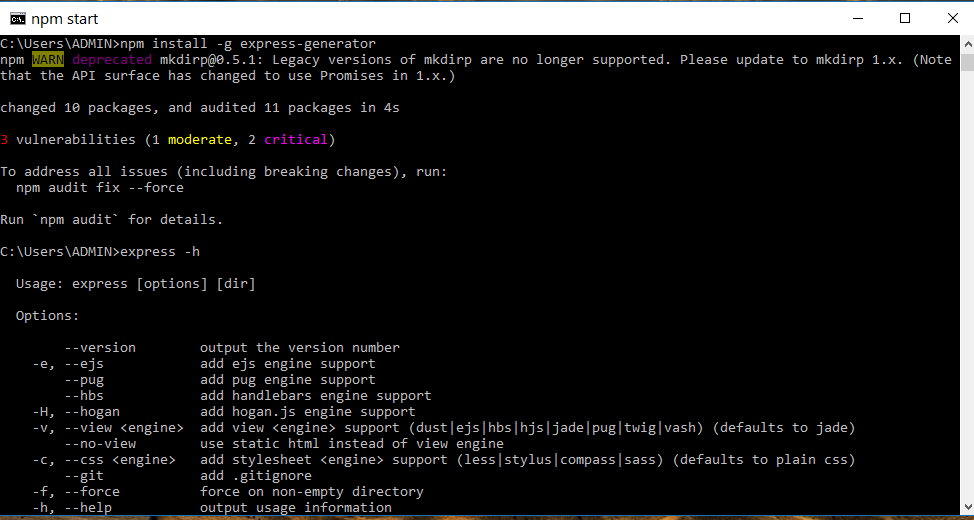 npm start
C:\Users\ADMIN>npm install -g express-generator
npm WARN deprecated mkdirp@0.5.1: Legacy versions of mkdirp are no longer supported. Please update to mkdirp 1.x. (Note
that the API surface has changed to use Promises in 1.x.)
changed 10 packages, and audited 11 packages in 4s
3 vulnerabilities (1 moderate, 2 critical)
To address all issues (including breaking changes), run:
  npm audit fix --force
Run `npm audit` for details.
C:\Users\ADMIN>express -h
  Usage: express [options] [dir]
  Options:
        --version        output the version number
    -e, --ejs            add ejs engine support
        --pug            add pug engine support
        --hbs            add handlebars engine support
    -H, --hogan          add hogan.js engine support
    -v, --view <engine>  add view <engine> support (dust|ejs|hbs|hjs|jade|pug|twig|vash) (defaults to jade)
        --no-view        use static html instead of view engine
    -c, --css <engine>   add stylesheet <engine> support (less|stylus|compass|sass) (defaults to plain css)
        --git            add .gitignore
    -f, --force          force on non-empty directory
    -h, --help           output usage information